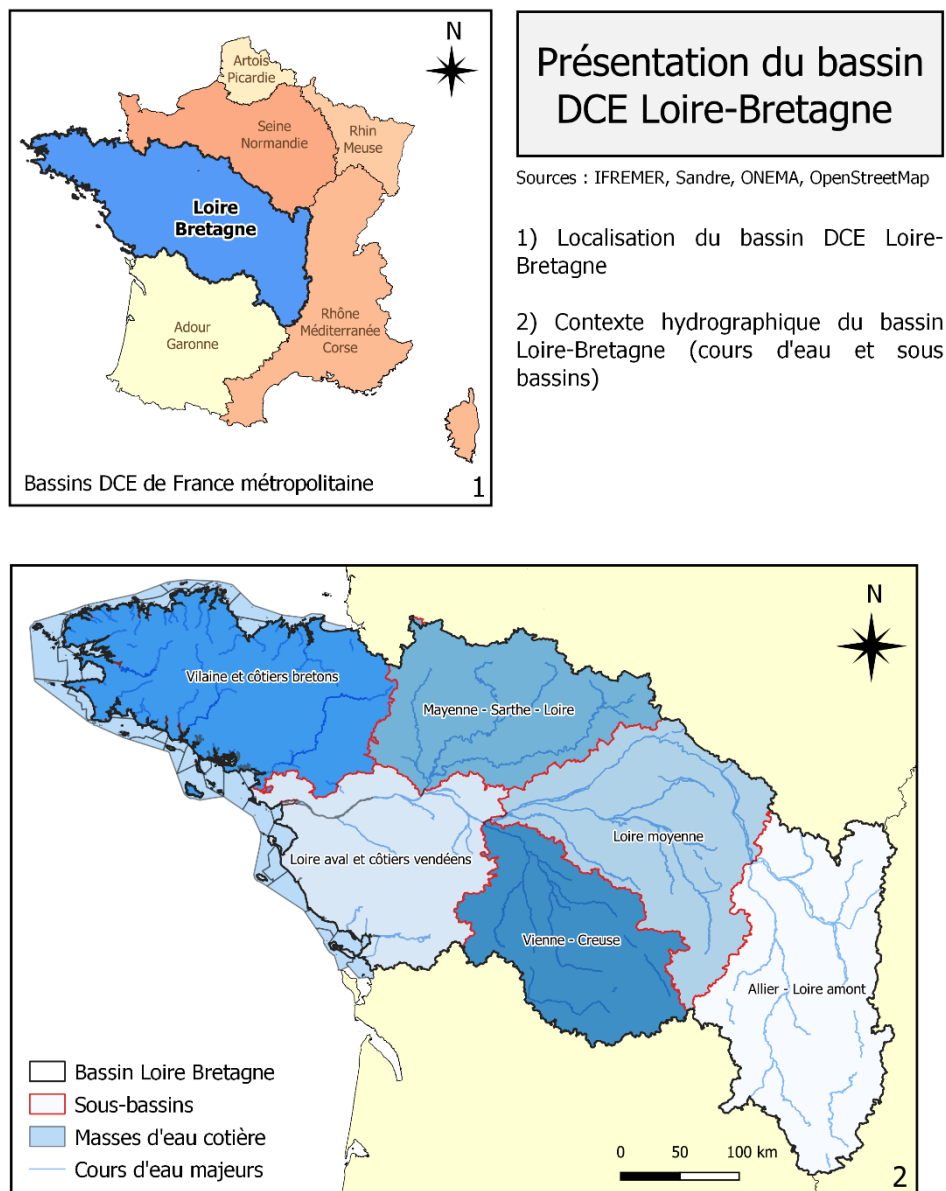 N
Artois
Picardie
Seine
Normandie
Rhin
Meuse
Loire
Bretagne
Adour
Garonne
Rhône
Méditerranée
Corse
Bassins DCE de France métropolitaine
1
Présentation du bassin
DCE Loire-Bretagne
Sources : IFREMER, Sandre, ONEMA, OpenStreetMap
1) Localisation du bassin DCE Loire-
Bretagne
2) Contexte hydrographique du bassin
Loire-Bretagne (cours d'eau et sous
bassins)
N
Vilaine et côtiers bretons
Mayenne - Sarthe - Loire
Loire moyenne
Loire aval et côtiers vendéens
Vienne - Creuse
Allier - Loire amont
Bassin Loire Bretagne
Sous-bassins
Masses d'eau cotière
Cours d'eau majeurs
0 50 100 km
2